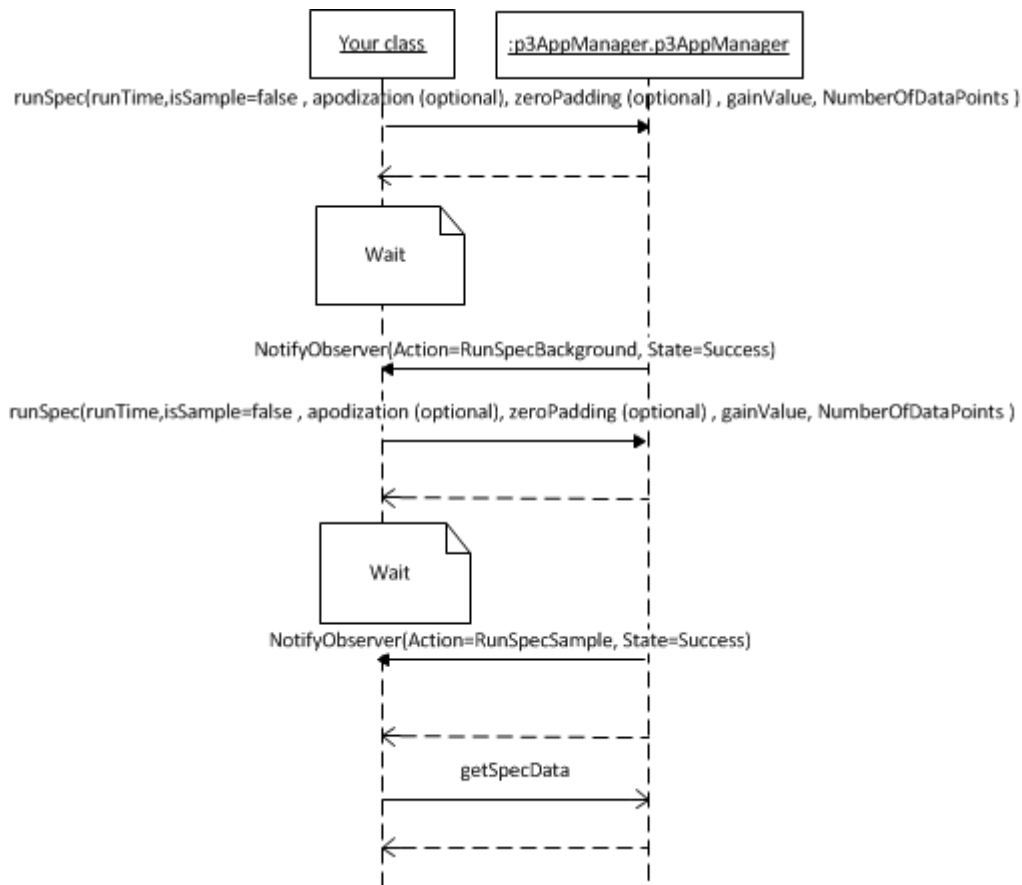 Your class
:p3AppManager.p3AppManager
runSpec(runTime,isSample=false , apodization (optional), zeroPadding (optional) , gainValue, NumberOfDataPoints )
Wait
NotifyObserver(Action=RunSpecBackground, State=Success)
runSpec(runTime,isSample=false , apodization (optional), zeroPadding (optional) , gainValue, NumberOfDataPoints )
Wait
NotifyObserver(Action=RunSpecSample, State=Success)
getSpecData